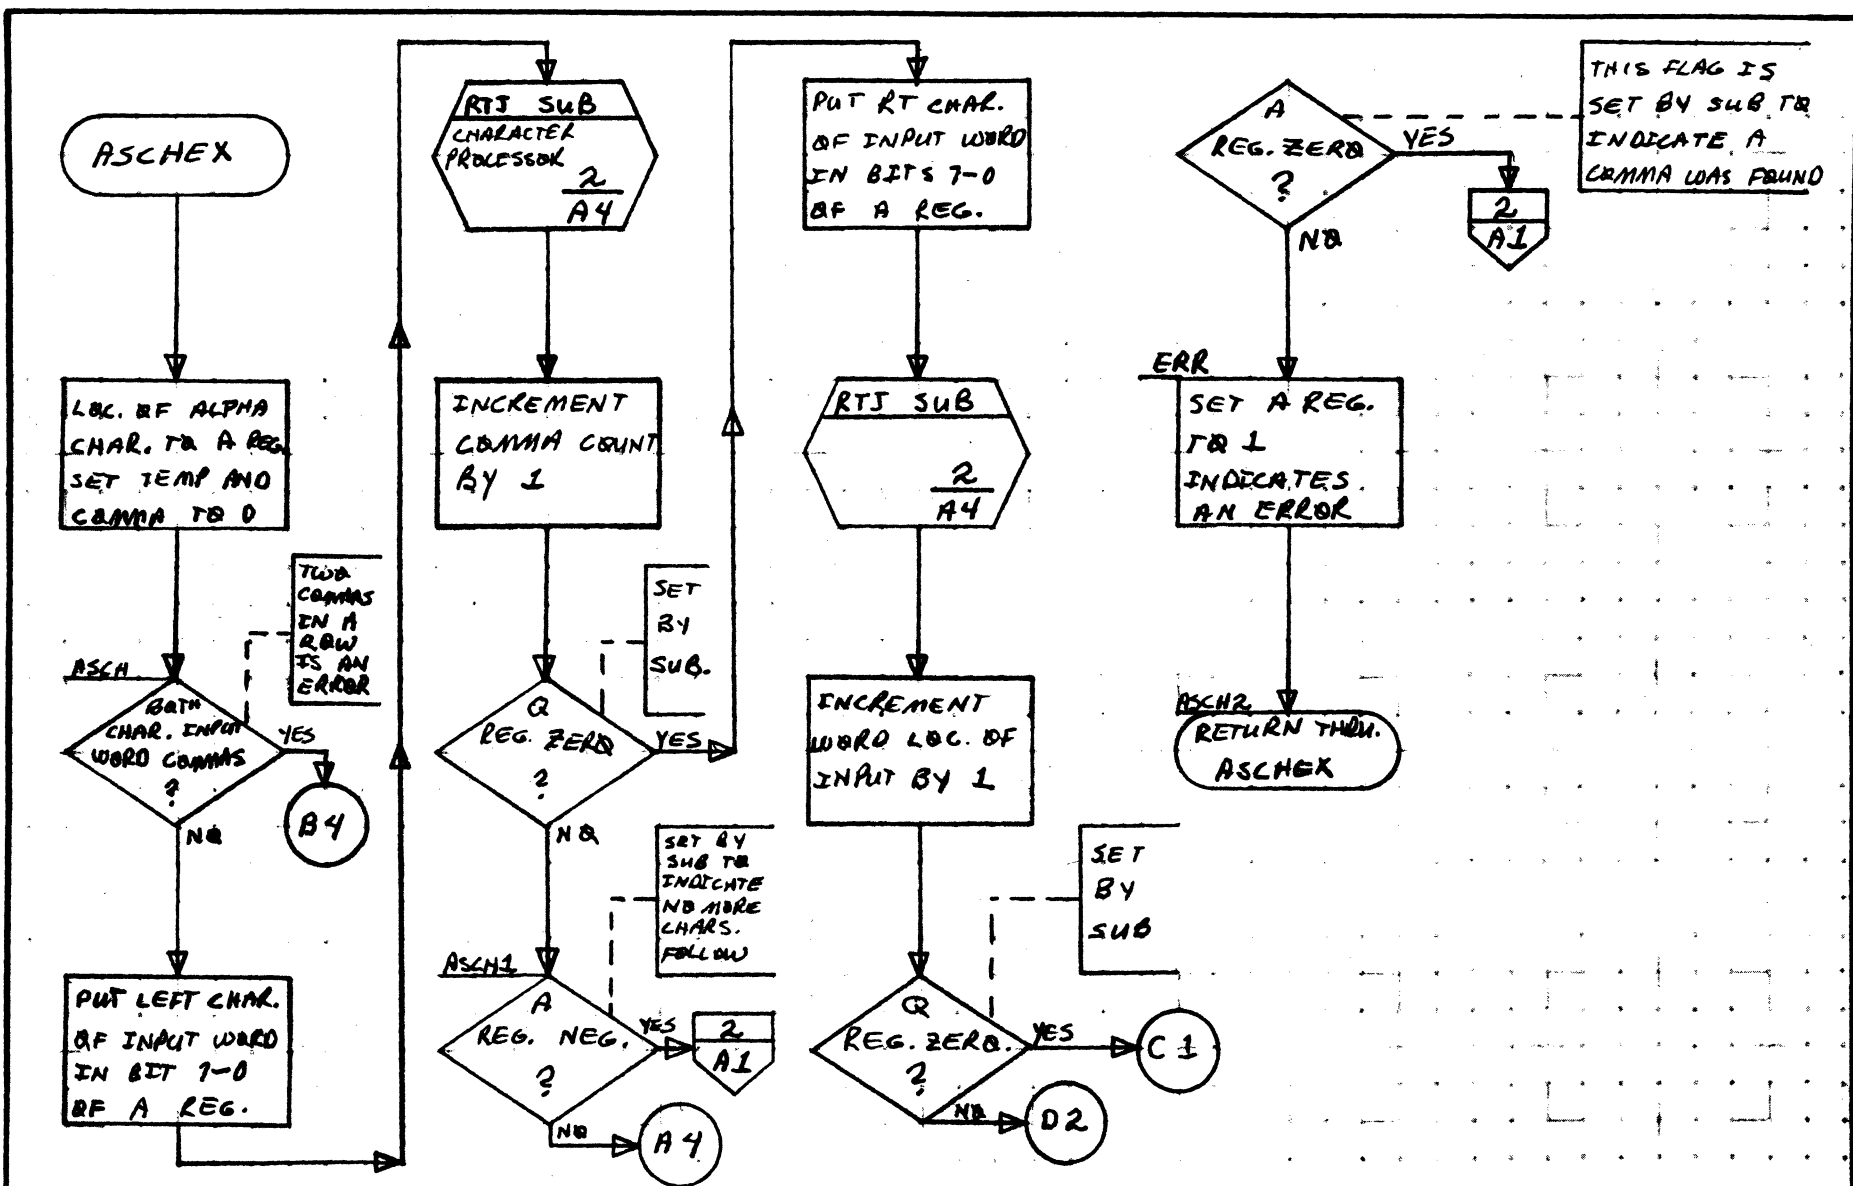 ASCHEX
LOC. OF ALPHA
CHAR. TO A REG.
SET TEMP AND
COMMA TO 0
TWO
COMMAS
IN A
ROW
IS AN
ERROR
ASCH
BOTH
CHAR. INPUT
WORD COMMAS
?
YES
B4
NO
PUT LEFT CHAR.
OF INPUT WORD
IN BIT 7-0
OF A REG.
RTJ SUB
CHARACTER
PROCESSOR
2
A4
INCREMENT
COMMA COUNT
BY 1
SET
BY
SUB.
Q
REG. ZERO
?
YES
NO
SET BY
SUB TO
INDICATE
NO MORE
CHARS.
FOLLOW
ASCH1
A
REG. NEG.
?
YES
2
A1
NO
A4
PUT RT CHAR.
OF INPUT WORD
IN BITS 7-0
OF A REG.
RTJ SUB
2
A4
INCREMENT
WORD LOC. OF
INPUT BY 1
SET
BY
SUB
Q
REG. ZERO.
?
YES
C1
NO
D2
THIS FLAG IS
SET BY SUB TO
INDICATE A
COMMA WAS FOUND
A
REG. ZERO
?
YES
2
A1
NO
ERR
SET A REG.
TO 1
INDICATES
AN ERROR
ASCH2
RETURN THRU.
ASCHEX